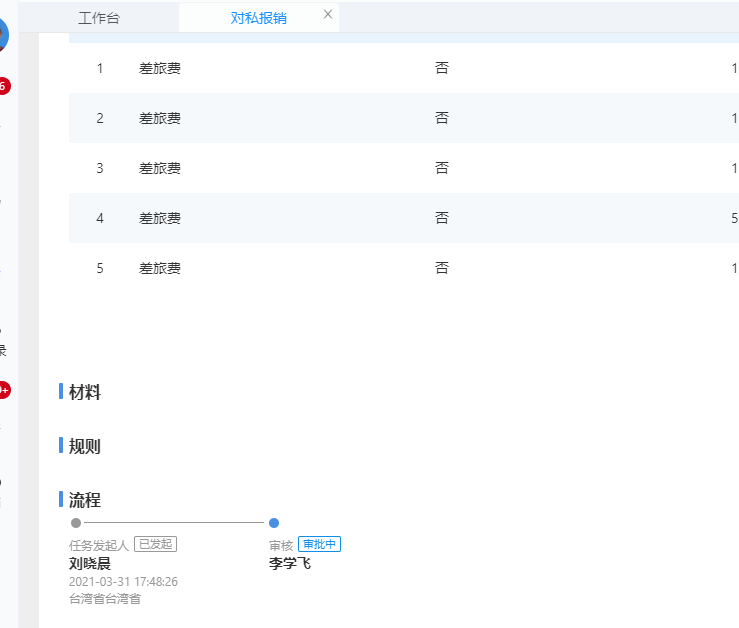 工作台 对私报销
1 差旅费 否 1
2 差旅费 否 1
3 差旅费 否 1
4 差旅费 否 5
5 差旅费 否 1
材料
规则
流程
任务发起人 已发起 审核 审批中
刘晓晨 李学飞
2021-03-31 17:48:26
台湾省台湾省